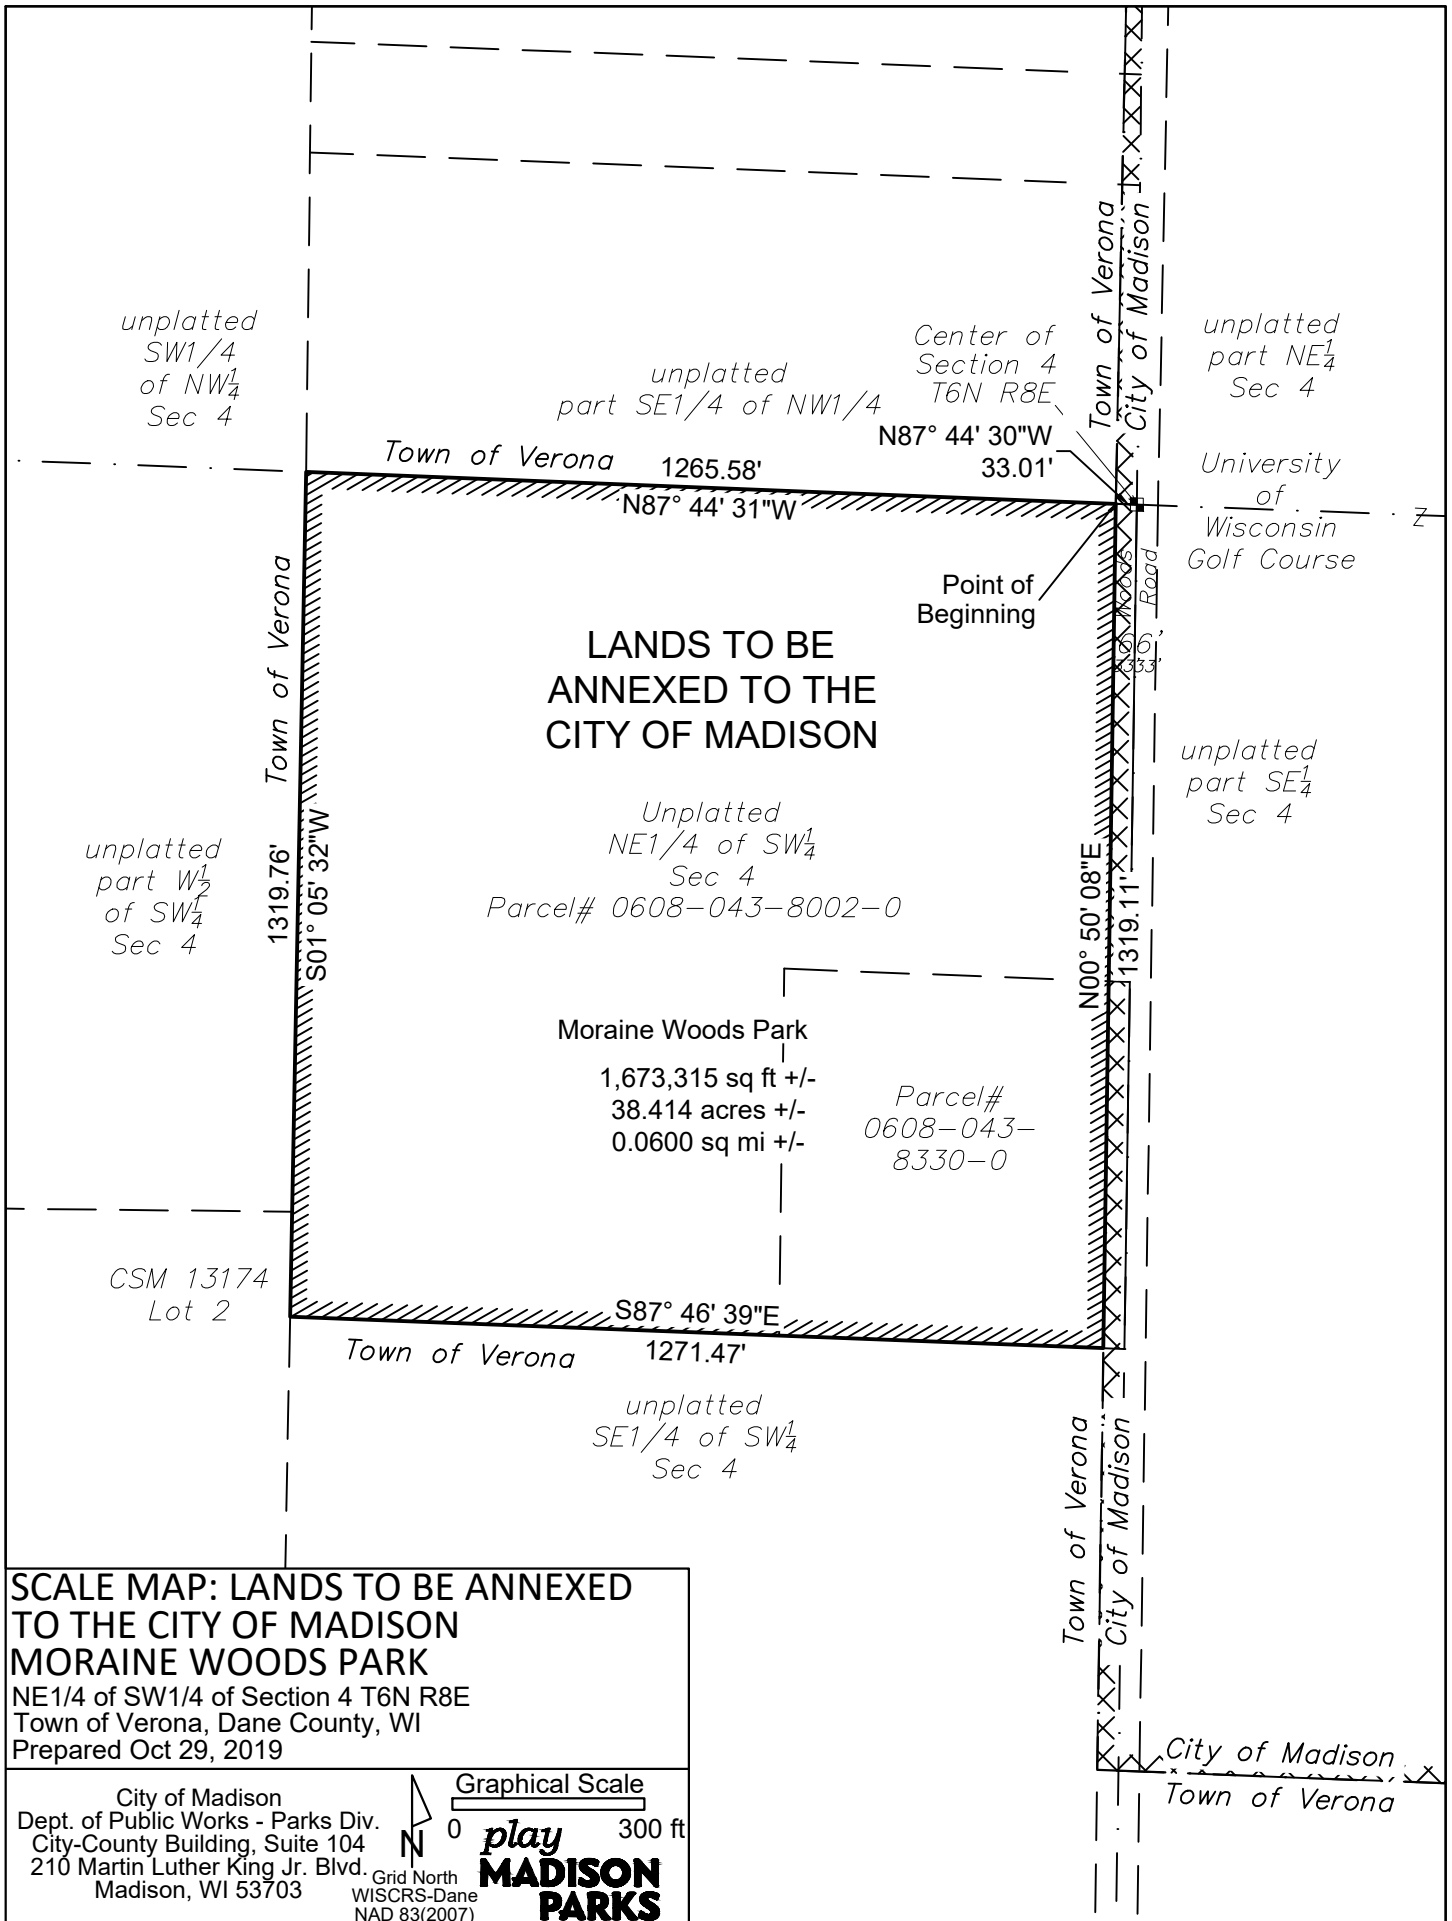 Town of Verona
City of Madison
unplatted
SW1/4
of NW1/4
Sec 4
unplatted
part SE1/4 of NW1/4
Center of
Section 4
T6N R8E
unplatted
part NE1/4
Sec 4
N87° 44' 30"W
33.01'
Town of Verona
1265.58'
N87° 44' 31"W
University
of
Wisconsin
Golf Course
Z
Woods
Road
66'
33'33'
Point of
Beginning
Town of Verona
LANDS TO BE
ANNEXED TO THE
CITY OF MADISON
unplatted
part SE1/4
Sec 4
Unplatted
NE1/4 of SW1/4
Sec 4
Parcel# 0608-043-8002-0
unplatted
part W1/2
of SW1/4
Sec 4
1319.76'
S01° 05' 32"W
N00° 50' 08"E
1319.11'
Moraine Woods Park
1,673,315 sq ft +/-
38.414 acres +/-
0.0600 sq mi +/-
Parcel#
0608-043-
8330-0
CSM 13174
Lot 2
S87° 46' 39"E
Town of Verona
1271.47'
unplatted
SE1/4 of SW1/4
Sec 4
Town of Verona
City of Madison
City of Madison
Town of Verona
SCALE MAP: LANDS TO BE ANNEXED
TO THE CITY OF MADISON
MORAINE WOODS PARK
NE1/4 of SW1/4 of Section 4 T6N R8E
Town of Verona, Dane County, WI
Prepared Oct 29, 2019
City of Madison
Dept. of Public Works - Parks Div.
City-County Building, Suite 104
210 Martin Luther King Jr. Blvd.
Madison, WI 53703
N
Grid North
WISCRS-Dane
NAD 83(2007)
Graphical Scale
0 300 ft
play
MADISON
PARKS